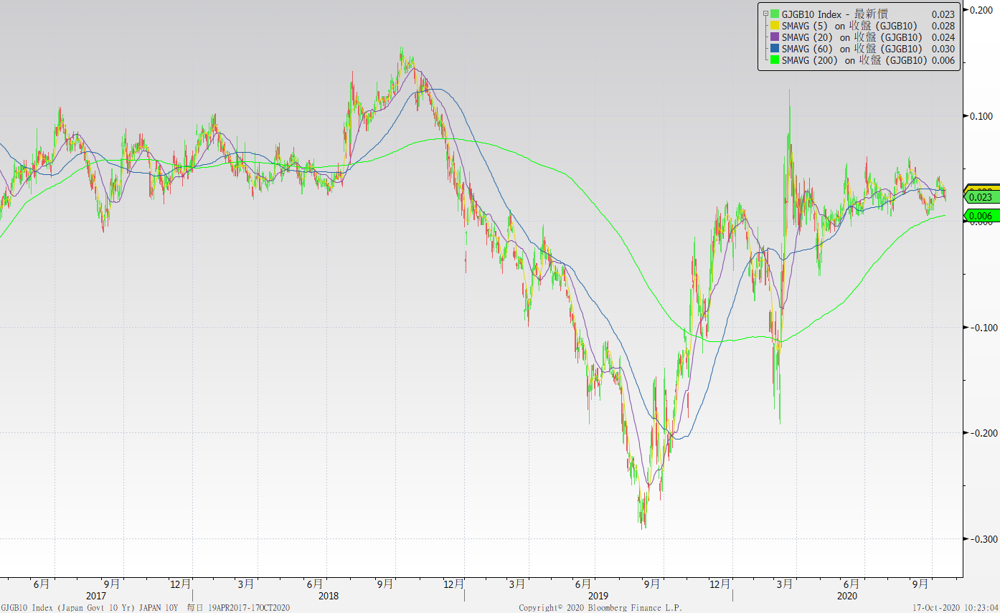 GJGB10 Index - 最新價 0.023
SMAVG (5) on 收盤 (GJGB10) 0.028
SMAVG (20) on 收盤 (GJGB10) 0.024
SMAVG (60) on 收盤 (GJGB10) 0.030
SMAVG (200) on 收盤 (GJGB10) 0.006
0.200
0.100
0.023
0.006
0.000
-0.100
-0.200
-0.300
6月 9月 12月 3月 6月 9月 12月 3月 6月 9月 12月 3月 6月 9月
2017 2018 2019 2020
GJGB10 Index (Japan Govt 10 Yr) JAPAN 10Y 每日 19APR2017-17OCT2020 Copyright© 2020 Bloomberg Finance L.P. 17-Oct-2020 10:23:04